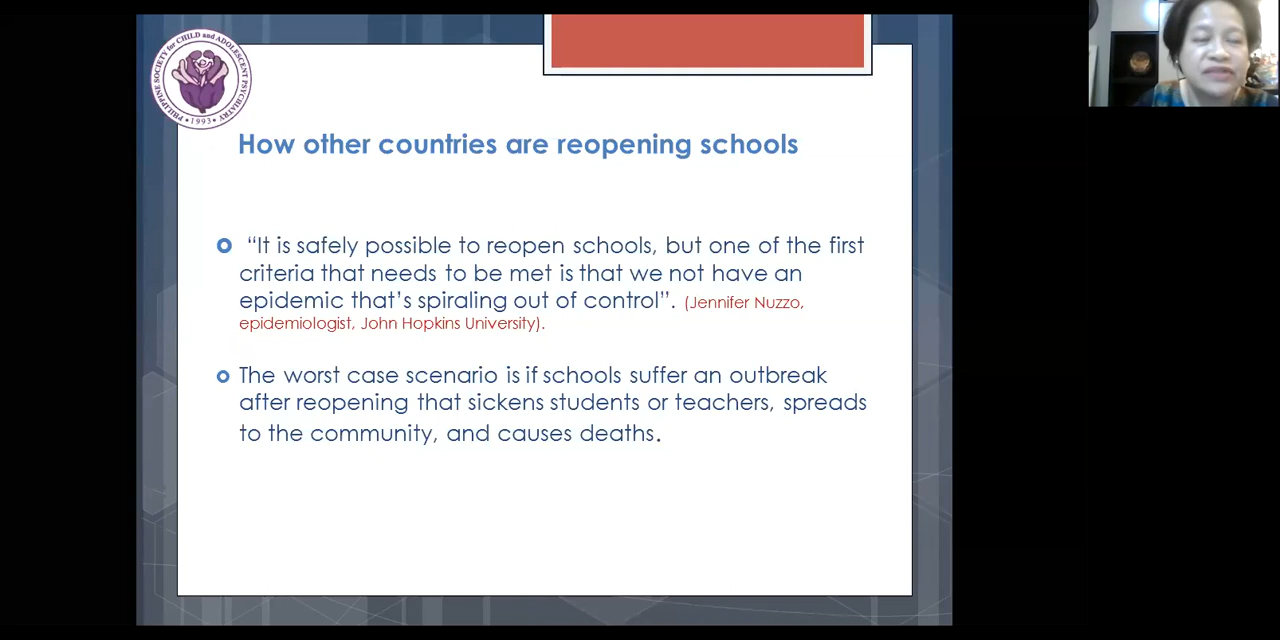 PHILIPPINE SOCIETY for CHILD and ADOLESCENT PSYCHIATRY
• 1993 •
How other countries are reopening schools
“It is safely possible to reopen schools, but one of the first
criteria that needs to be met is that we not have an
epidemic that’s spiraling out of control”. (Jennifer Nuzzo,
epidemiologist, John Hopkins University).
The worst case scenario is if schools suffer an outbreak
after reopening that sickens students or teachers, spreads
to the community, and causes deaths.